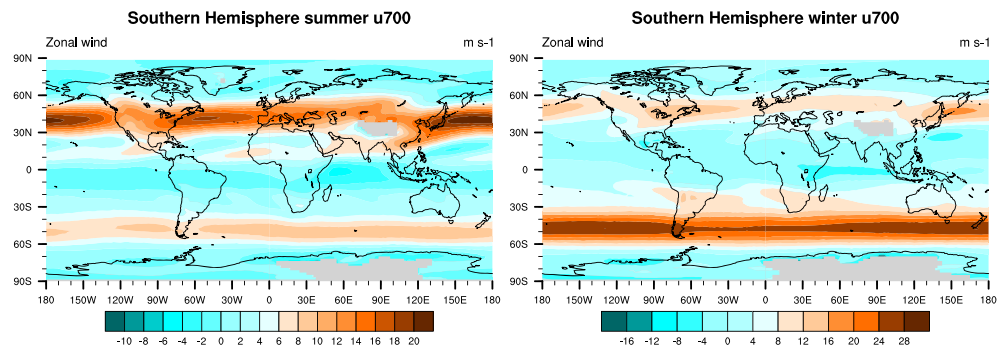 Southern Hemisphere summer u700
Zonal wind
m s-1
90N
60N
30N
0
30S
60S
90S
180 150W 120W 90W 60W 30W 0 30E 60E 90E 120E 150E 180
-10 -8 -6 -4 -2 0 2 4 6 8 10 12 14 16 18 20
Southern Hemisphere winter u700
Zonal wind
m s-1
90N
60N
30N
0
30S
60S
90S
180 150W 120W 90W 60W 30W 0 30E 60E 90E 120E 150E 180
-16 -12 -8 -4 0 4 8 12 16 20 24 28